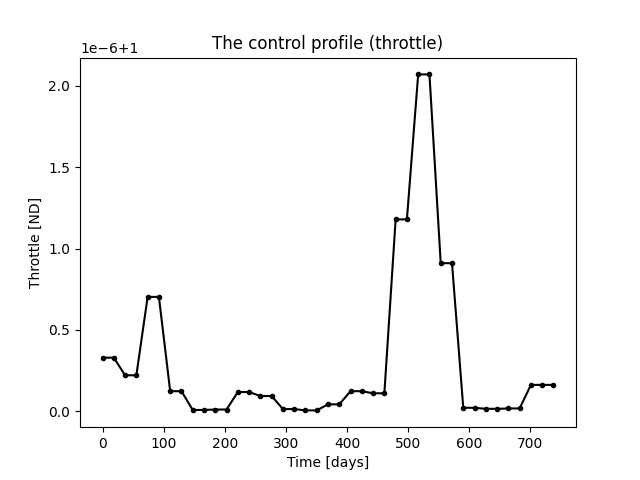 The control profile (throttle)
1e−6+1
2.0
1.5
1.0
0.5
0.0
Throttle [ND]
0 100 200 300 400 500 600 700
Time [days]